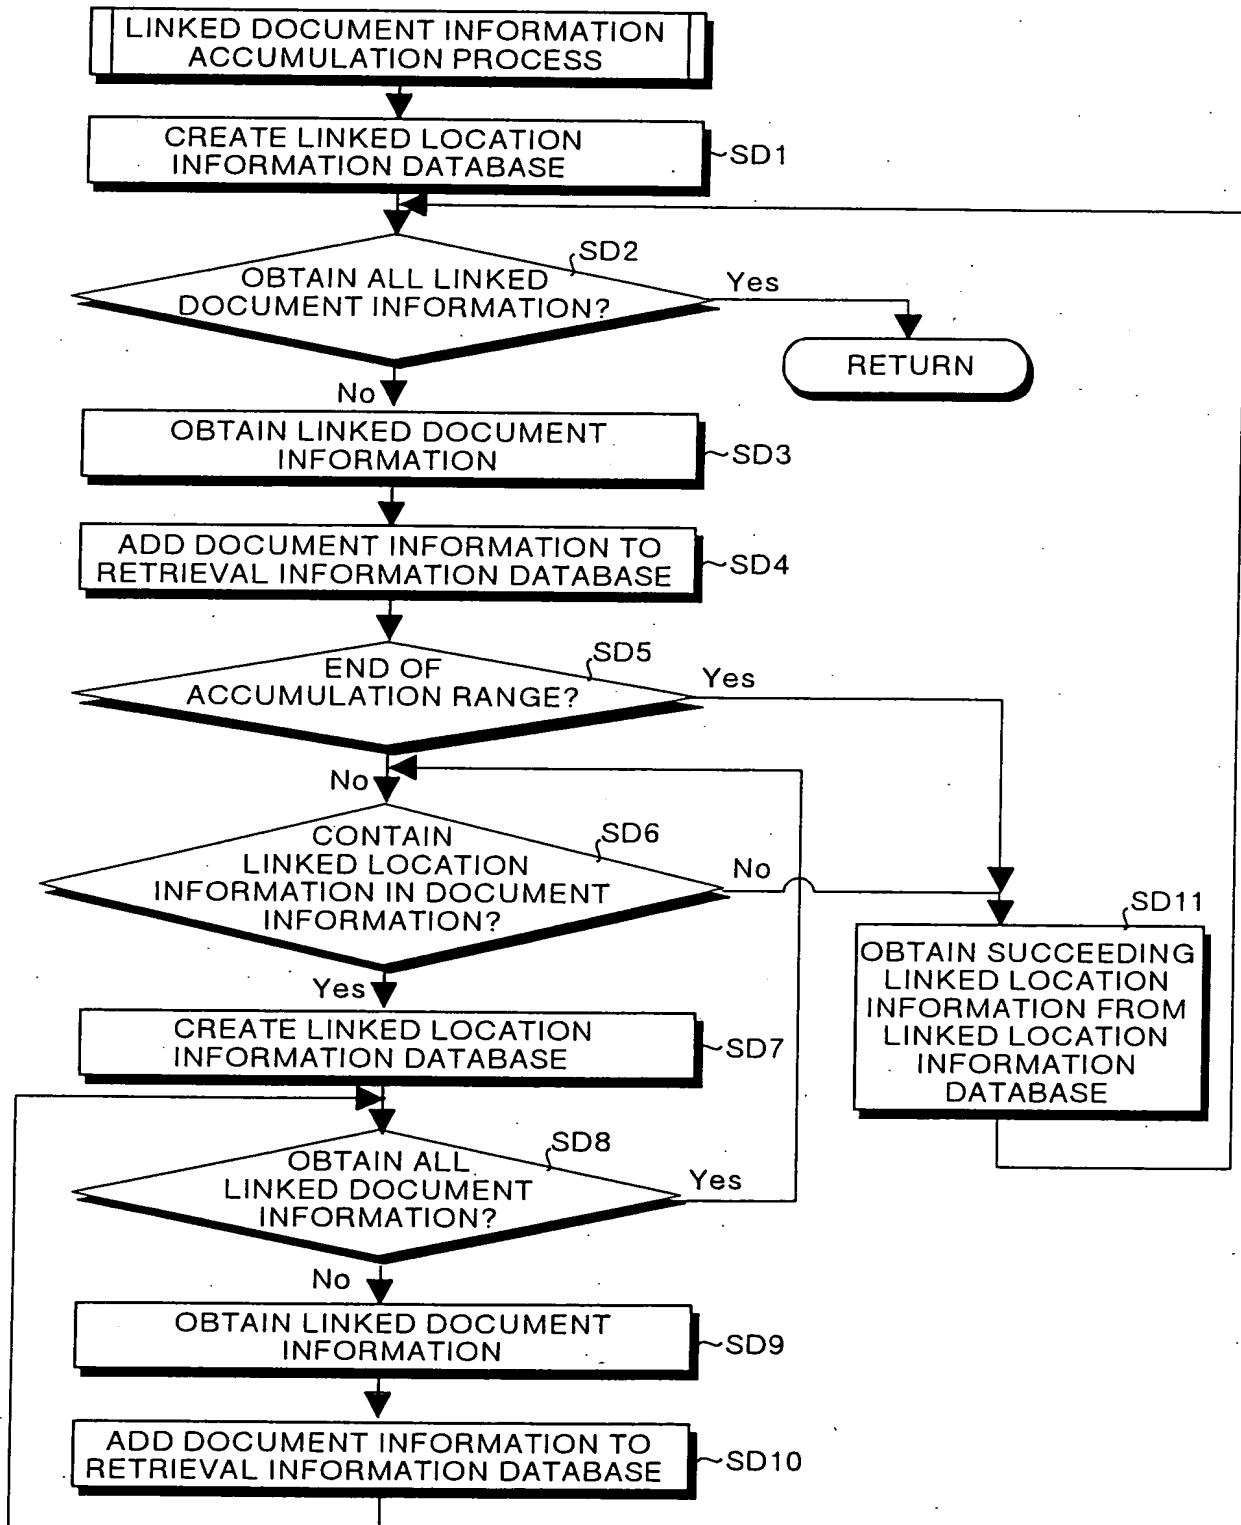 LINKED DOCUMENT INFORMATION
ACCUMULATION PROCESS
CREATE LINKED LOCATION
INFORMATION DATABASE
SD1
SD2
OBTAIN ALL LINKED
DOCUMENT INFORMATION?
Yes
RETURN
No
OBTAIN LINKED DOCUMENT
INFORMATION
SD3
ADD DOCUMENT INFORMATION TO
RETRIEVAL INFORMATION DATABASE
SD4
SD5
END OF
ACCUMULATION RANGE?
Yes
No
SD6
CONTAIN
LINKED LOCATION
INFORMATION IN DOCUMENT
INFORMATION?
No
Yes
SD11
OBTAIN SUCCEEDING
LINKED LOCATION
INFORMATION FROM
LINKED LOCATION
INFORMATION
DATABASE
CREATE LINKED LOCATION
INFORMATION DATABASE
SD7
SD8
OBTAIN ALL
LINKED DOCUMENT
INFORMATION?
Yes
No
OBTAIN LINKED DOCUMENT
INFORMATION
SD9
ADD DOCUMENT INFORMATION TO
RETRIEVAL INFORMATION DATABASE
SD10